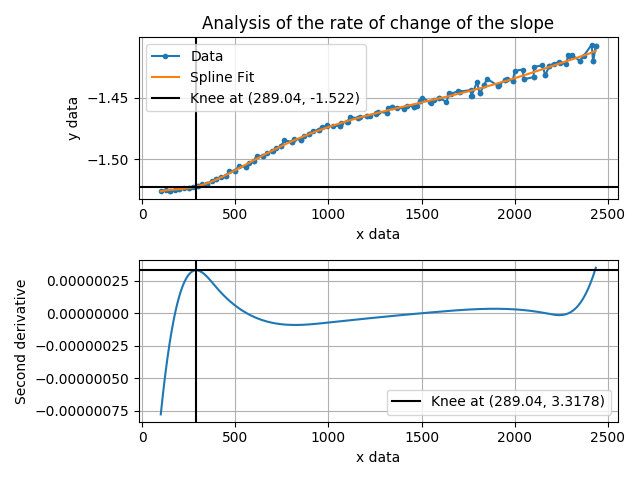 Analysis of the rate of change of the slope
Data
Spline Fit
Knee at (289.04, -1.522)
−1.45
−1.50
y data
0 500 1000 1500 2000 2500
x data
0.00000025
0.00000000
−0.00000025
−0.00000050
−0.00000075
Second derivative
Knee at (289.04, 3.3178)
0 500 1000 1500 2000 2500
x data